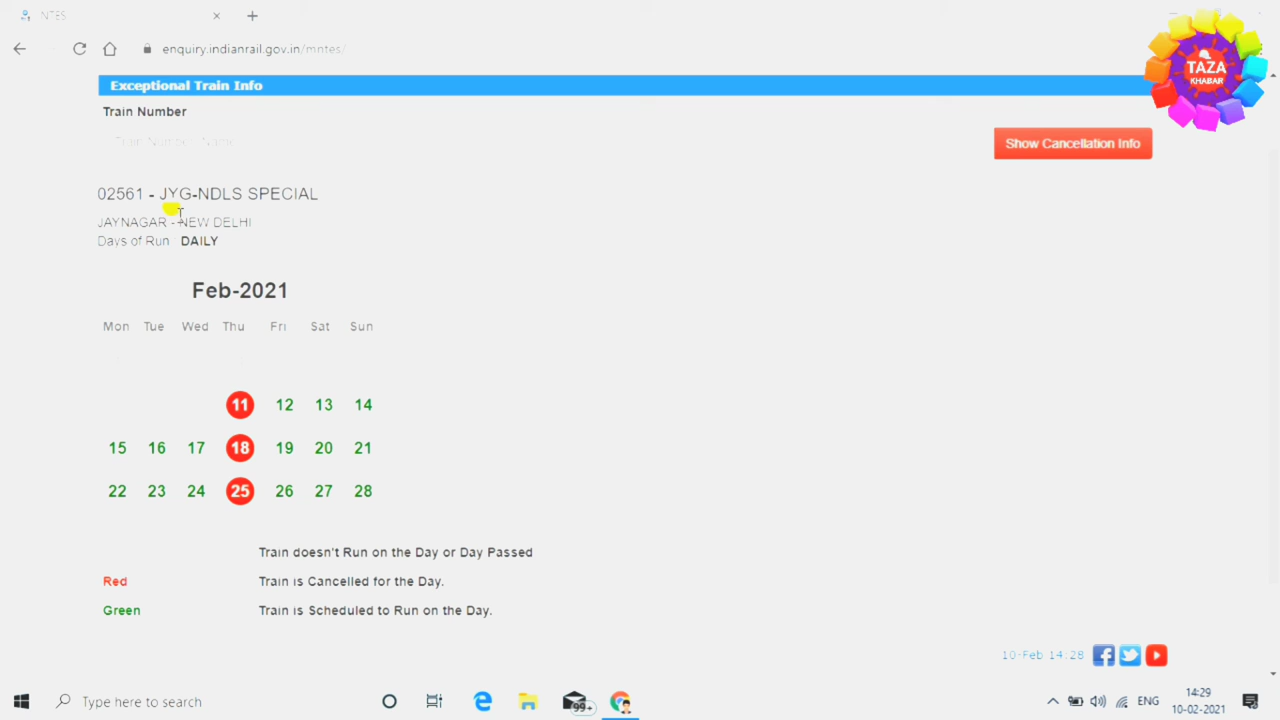 NTES
enquiry.indianrail.gov.in/mntes/
TAZA
KHABAR
Exceptional Train Info
Train Number
Train Number Name
Show Cancellation Info
02561 - JYG-NDLS SPECIAL
JAYNAGAR - NEW DELHI
Days of Run DAILY
Feb-2021
Mon Tue Wed Thu Fri Sat Sun
11 12 13 14
15 16 17 18 19 20 21
22 23 24 25 26 27 28
Train doesn't Run on the Day or Day Passed
Red Train is Cancelled for the Day.
Green Train is Scheduled to Run on the Day.
10-Feb 14:28
Type here to search
99+
ENG
14:29
10-02-2021